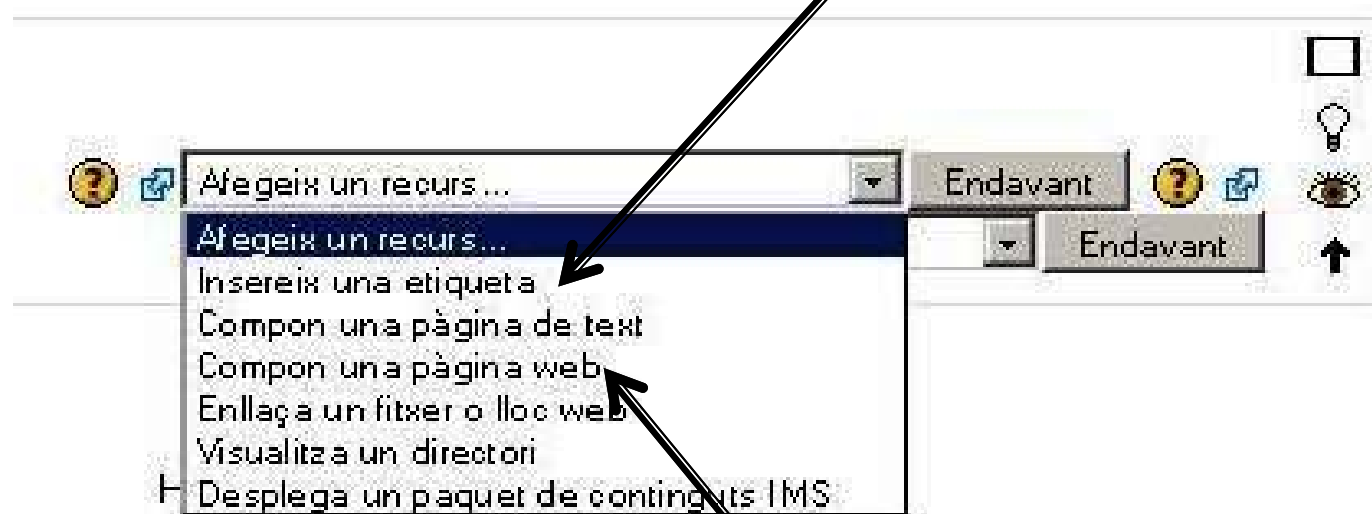 Afegeix un recurs... Endavant
Afegeix un recurs... Endavant
Insereix una etiqueta
Compon una pàgina de text
Compon una pàgina web
Enllaça un fitxer o lloc web
Visualitza un directori
Desplega un paquet de continguts IMS